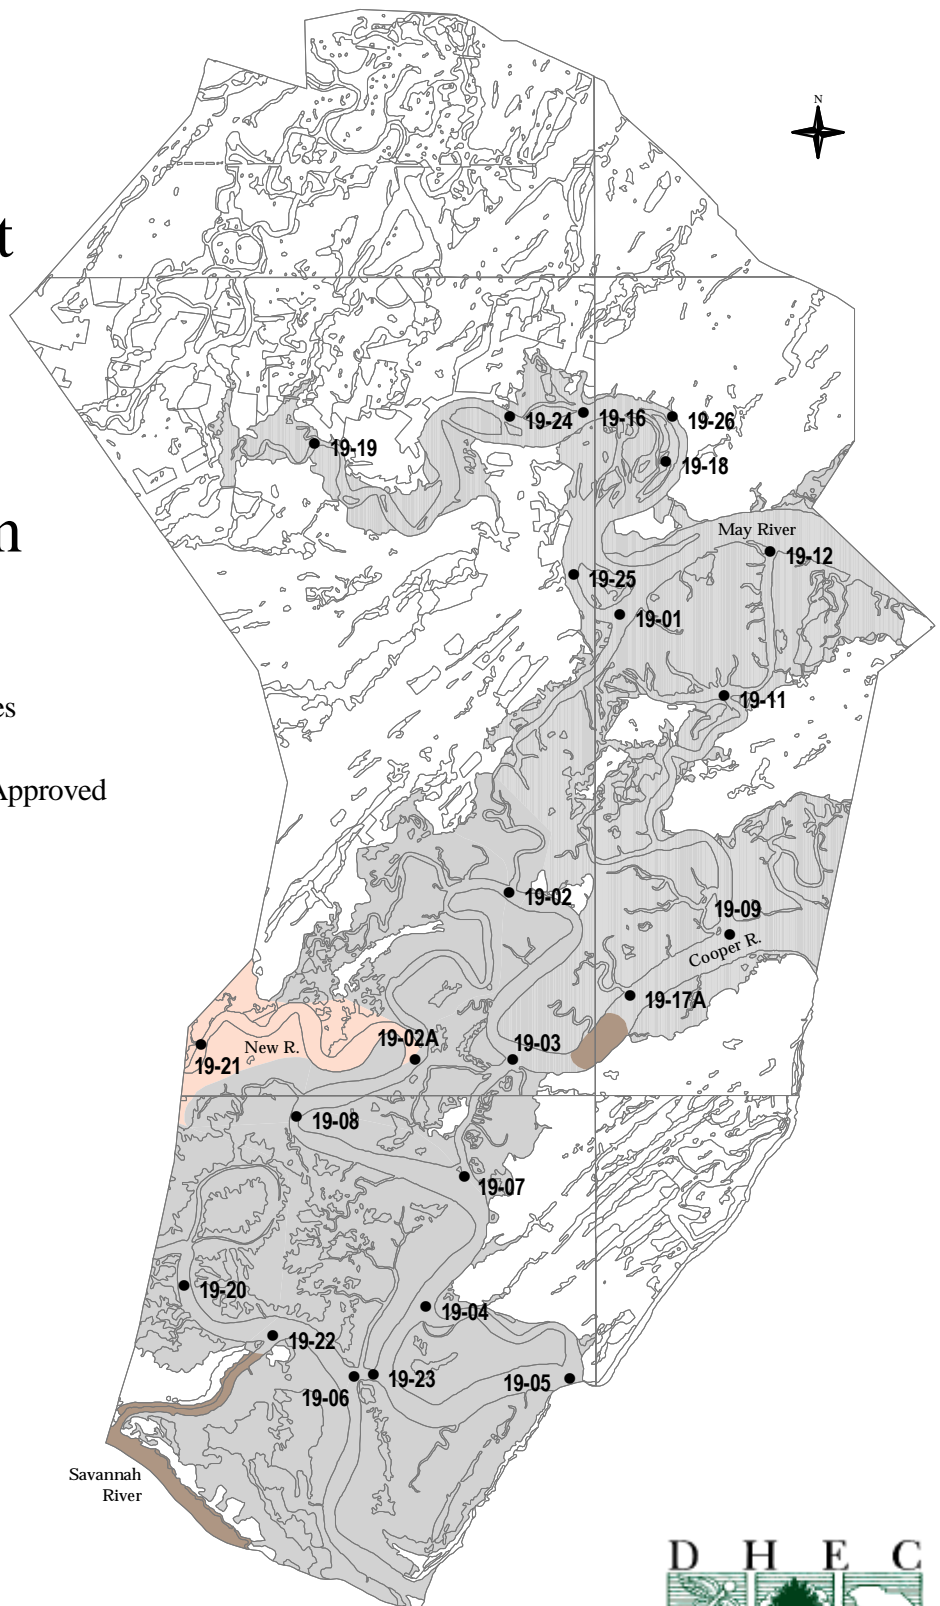 N
t
n
es
Approved
19-24
19-16
19-26
19-19
19-18
May River
19-12
19-25
19-01
19-11
19-02
19-09
Cooper R.
19-17A
19-02A
19-03
New R.
19-21
19-08
19-07
19-20
19-04
19-22
19-23
19-05
19-06
Savannah
River
D H E C